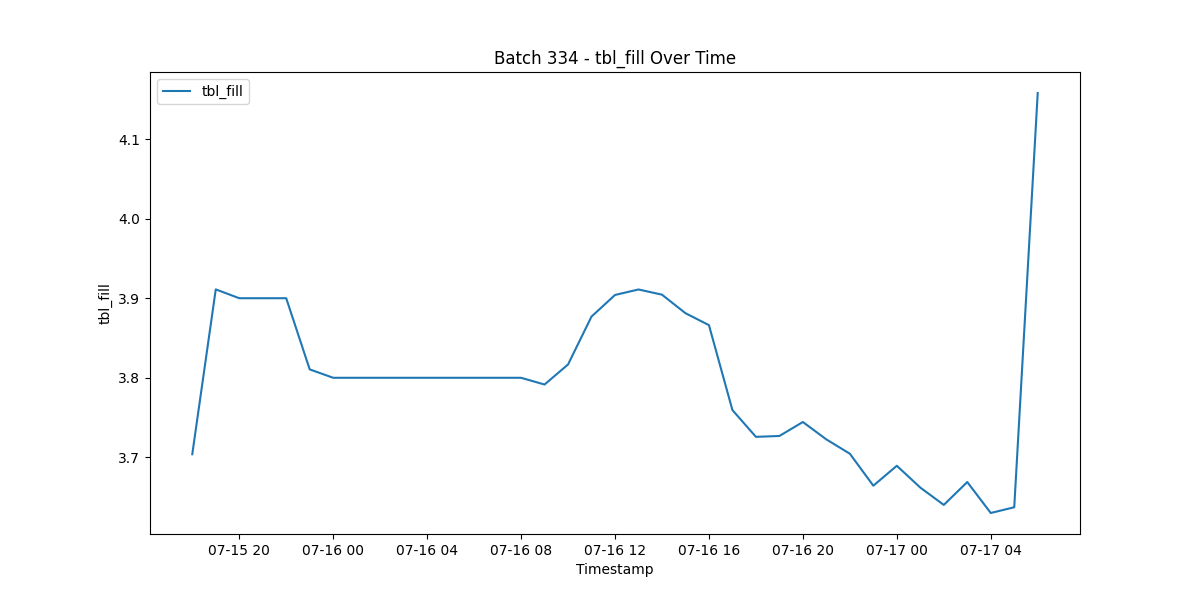 Batch 334 - tbl_fill Over Time
tbl_fill
4.1
4.0
3.9
3.8
3.7
tbl_fill
07-15 20 07-16 00 07-16 04 07-16 08 07-16 12 07-16 16 07-16 20 07-17 00 07-17 04
Timestamp